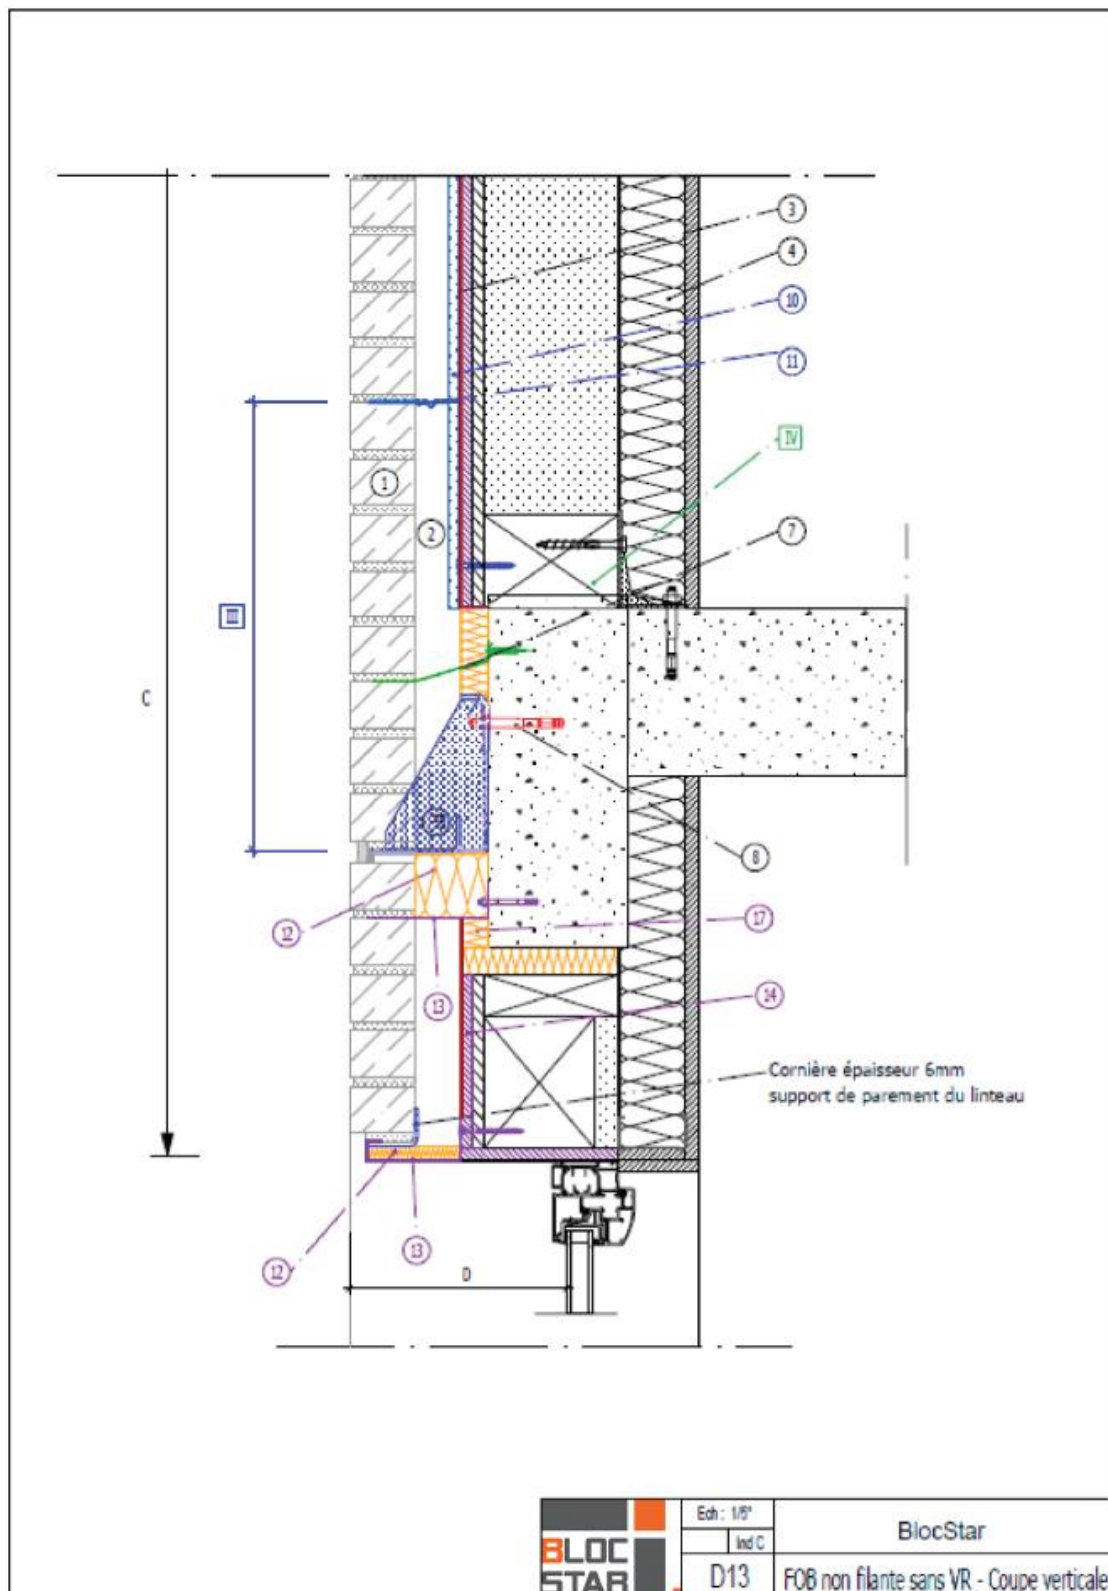 3
4
10
11
IV
7
1
2
III
C
8
12
17
13
14
Cornière épaisseur 6mm
support de parement du linteau
12
13
D
Ech : 1/5°
Ind C
BlocStar
BLOC
STAR
D13
FOB non filante sans VR - Coupe verticale